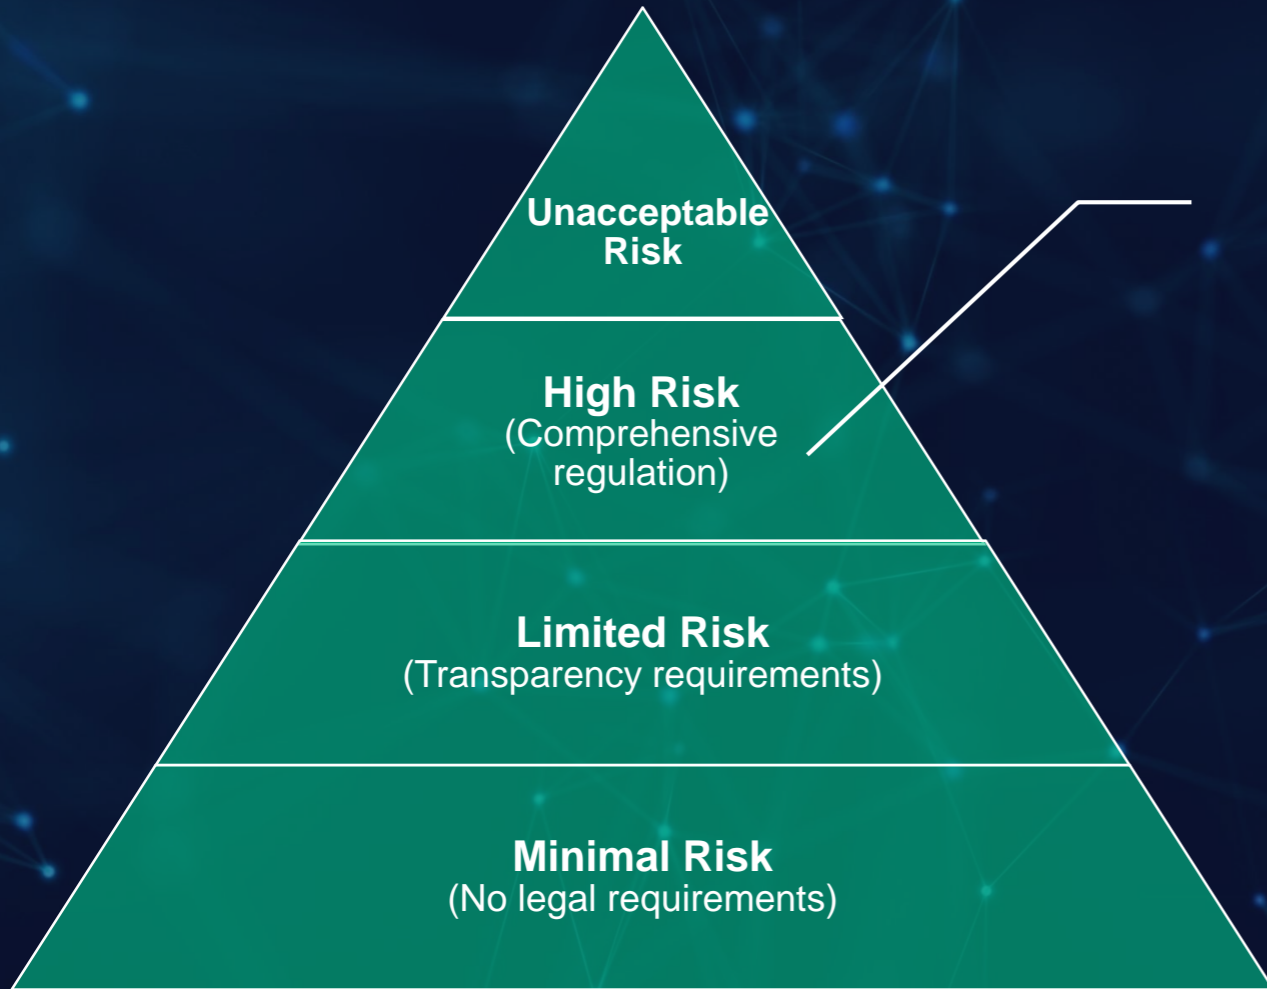 Unacceptable
Risk
High Risk
(Comprehensive
regulation)
Limited Risk
(Transparency requirements)
Minimal Risk
(No legal requirements)